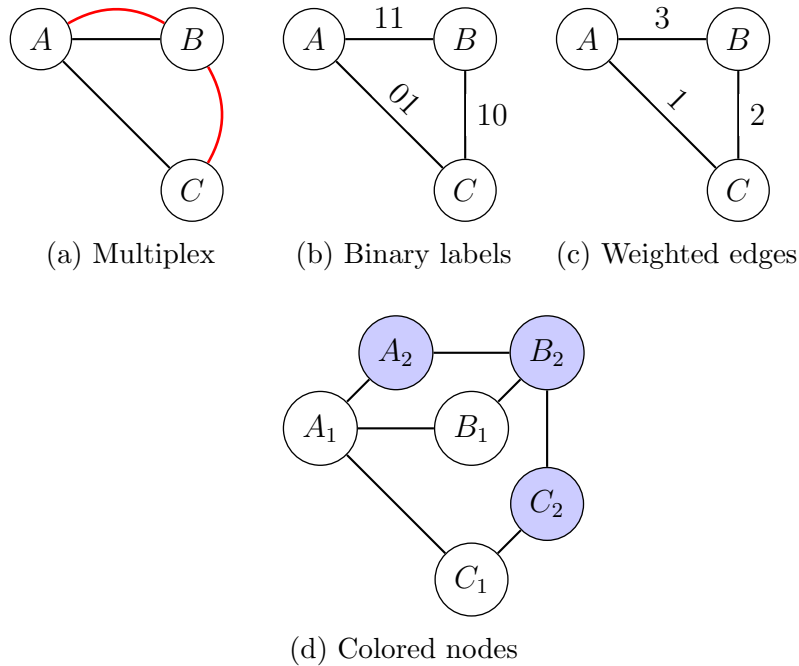 A B C
(a) Multiplex
A 11 B 01 10 C
(b) Binary labels
A 3 B 1 2 C
(c) Weighted edges
A₂ B₂
A₁ B₁
C₂
C₁
(d) Colored nodes